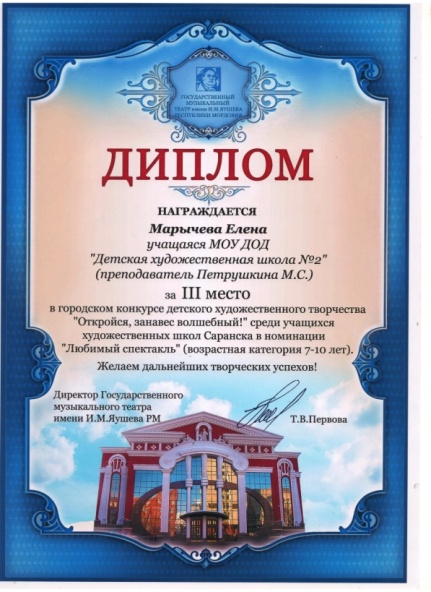 ГОСУДАРСТВЕННЫЙ
МУЗЫКАЛЬНЫЙ
ТЕАТР имени И.М.ЯУШЕВА
РЕСПУБЛИКИ МОРДОВИЯ
ДИПЛОМ
НАГРАЖДАЕТСЯ
Марычева Елена
учащаяся МОУ ДОД
"Детская художественная школа №2"
(преподаватель Петрушкина М.С.)
за III место
в городском конкурсе детского художественного творчества
"Откройся, занавес волшебный!" среди учащихся
художественных школ Саранска в номинации
"Любимый спектакль" (возрастная категория 7-10 лет).
Желаем дальнейших творческих успехов!
Директор Государственного
музыкального театра
имени И.М.Яушева РМ
Т.В.Первова